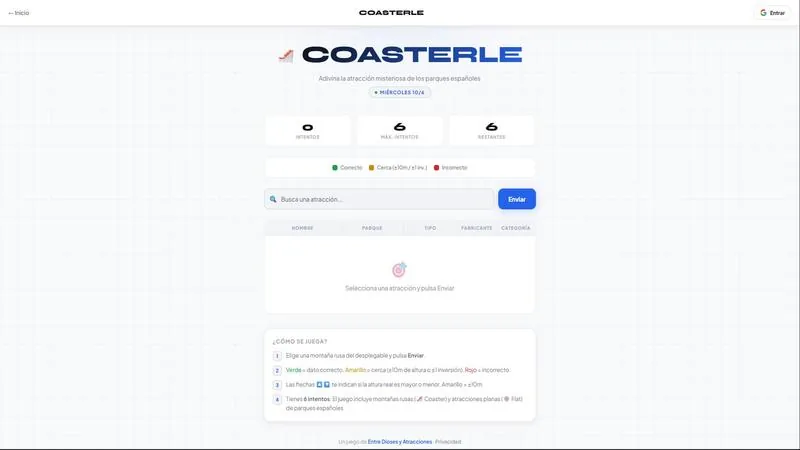 ← Inicio
COASTERLE
Entrar
COASTERLE
Adivina la atracción misteriosa de los parques españoles
MIÉRCOLES 10/6
0
INTENTOS
6
MÁX. INTENTOS
6
RESTANTES
Correcto
Cerca (±10m / ±1 inv.)
Incorrecto
Busca una atracción...
Enviar
NOMBRE
PARQUE
TIPO
FABRICANTE
CATEGORÍA
Selecciona una atracción y pulsa Enviar
¿CÓMO SE JUEGA?
1 Elige una montaña rusa del desplegable y pulsa Enviar.
2 Verde = dato correcto. Amarillo = cerca (±10m de altura o ±1 inversión). Rojo = incorrecto.
3 Las flechas ⬆️⬇️ te indican si la altura real es mayor o menor. Amarillo = ±10m.
4 Tienes 6 intentos. El juego incluye montañas rusas (🎢 Coaster) y atracciones planas (🎡 Flat)
de parques españoles.
Un juego de Entre Dioses y Atracciones · Privacidad